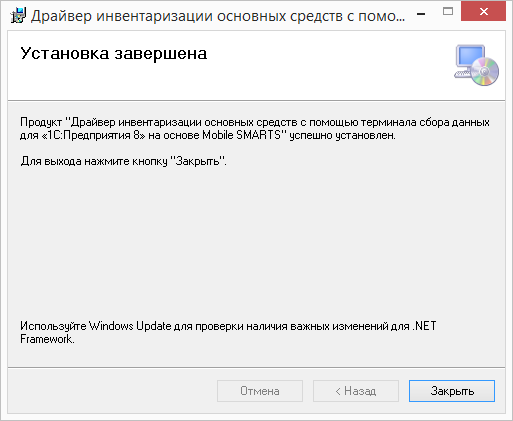 Драйвер инвентаризации основных средств с помо...
Установка завершена
Продукт "Драйвер инвентаризации основных средств с помощью терминала сбора данных
для «1С:Предприятия 8» на основе Mobile SMARTS" успешно установлен.
Для выхода нажмите кнопку "Закрыть".
Используйте Windows Update для проверки наличия важных изменений для .NET
Framework.
Отмена
< Назад
Закрыть